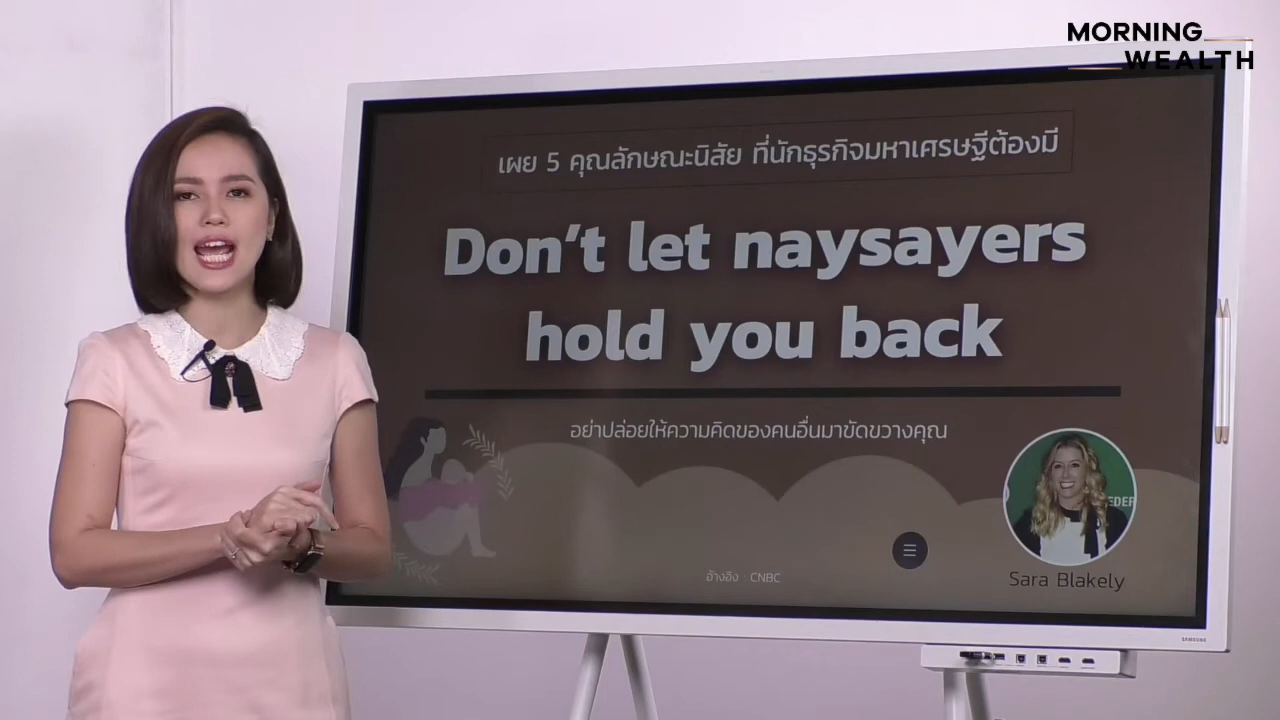 MORNING
WEALTH
เผย 5 คุณลักษณะนิสัย ที่นักธุรกิจมหาเศรษฐีต้องมี
Don't let naysayers
hold you back
อย่าปล่อยให้ความคิดของคนอื่นมาขัดขวางคุณ
EDER
Sara Blakely
อ้างอิง CNBC
SAMSUNG